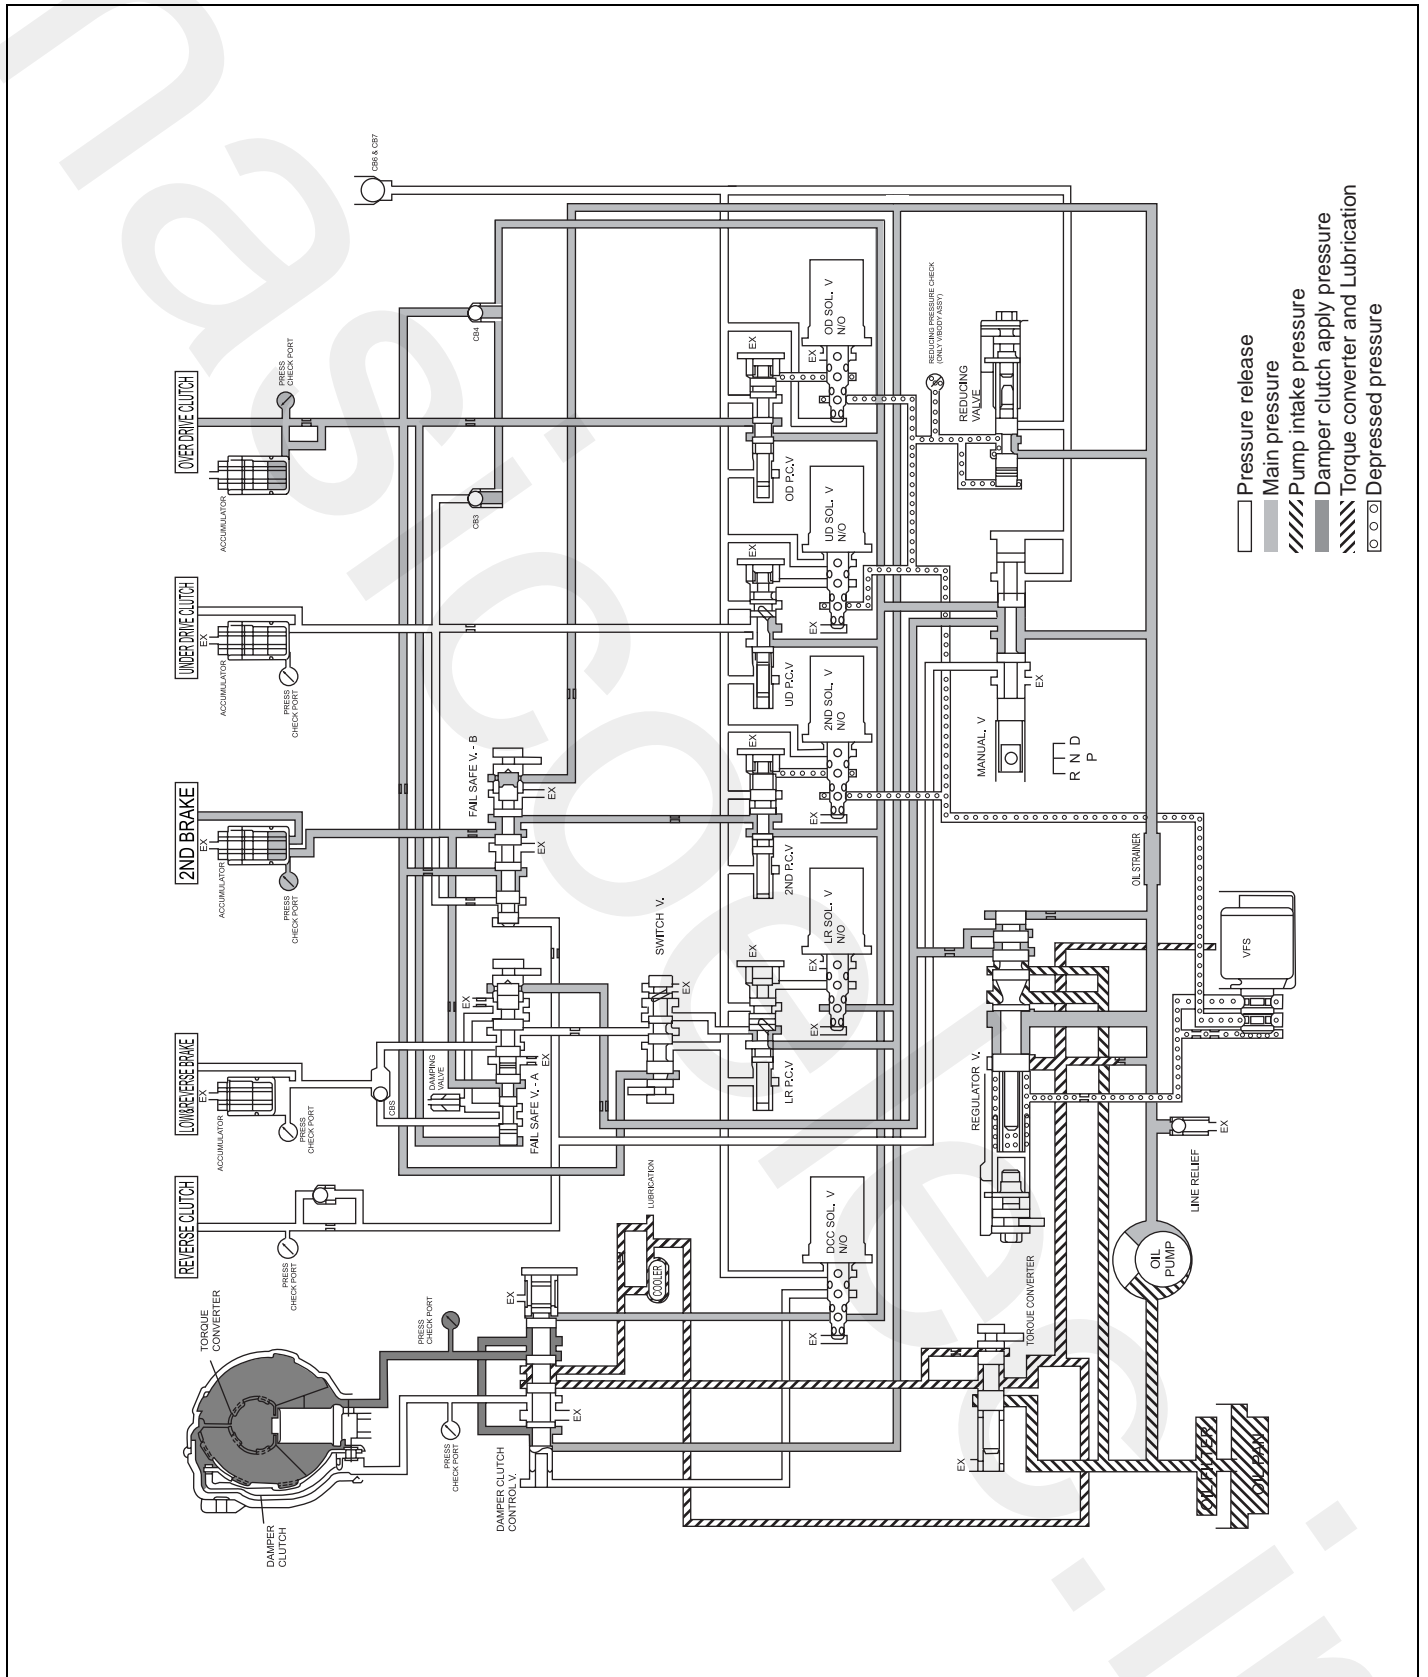 REVERSE CLUTCH
LOW&REVERSE BRAKE
2ND BRAKE
UNDER DRIVE CLUTCH
OVER DRIVE CLUTCH
CB6 & CB7
TORQUE
CONVERTER
DAMPER
CLUTCH
PRESS
CHECK PORT
PRESS
CHECK PORT
PRESS
CHECK PORT
ACCUMULATOR
EX
PRESS
CHECK PORT
ACCUMULATOR
EX
PRESS
CHECK PORT
ACCUMULATOR
EX
PRESS
CHECK PORT
ACCUMULATOR
PRESS
CHECK PORT
CBS
DAMPING
VALVE
CB3
CB4
DAMPER CLUTCH
CONTROL V.
EX
EX
LUBRICATION
COOLER
FAIL SAFE V. - A
EX
EX
FAIL SAFE V. - B
EX
EX
SWITCH V.
EX
LR P.C.V
EX
2ND P.C.V
EX
UD P.C.V
EX
OD P.C.V
EX
DCC SOL. V
N/O
EX
LR SOL. V
N/O
EX
EX
2ND SOL. V
N/O
EX
UD SOL. V
N/O
EX
EX
OD SOL. V
N/O
EX
REDUCING PRESSURE CHECK
(ONLY V/BODY ASSY)
REDUCING
VALVE
MANUAL. V
EX
R N D
P
REGULATOR V.
TORQUE CONVERTER
EX
OIL STRAINER
VFS
LINE RELIEF
EX
OIL
PUMP
OIL FILTER
OIL PAN
Pressure release
Main pressure
Pump intake pressure
Damper clutch apply pressure
Torque converter and Lubrication
Depressed pressure